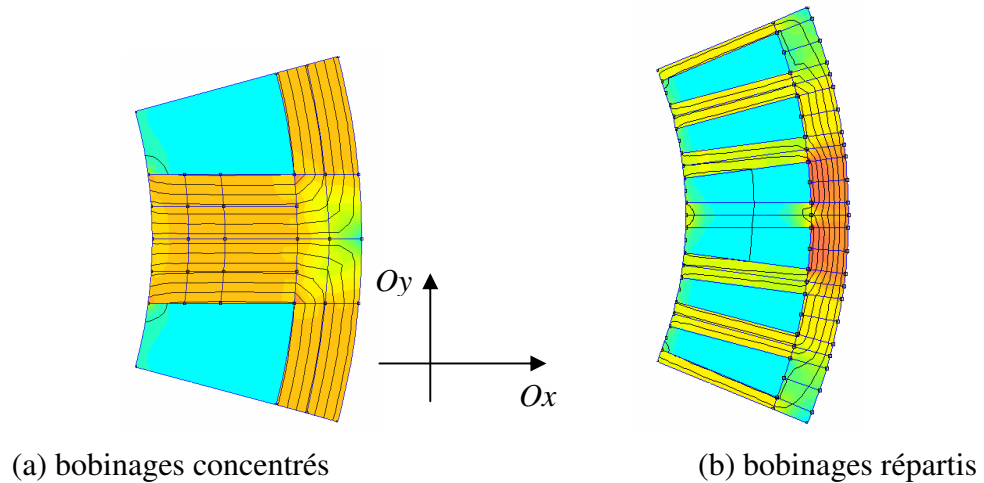 Oy
Ox
(a) bobinages concentrés
(b) bobinages répartis